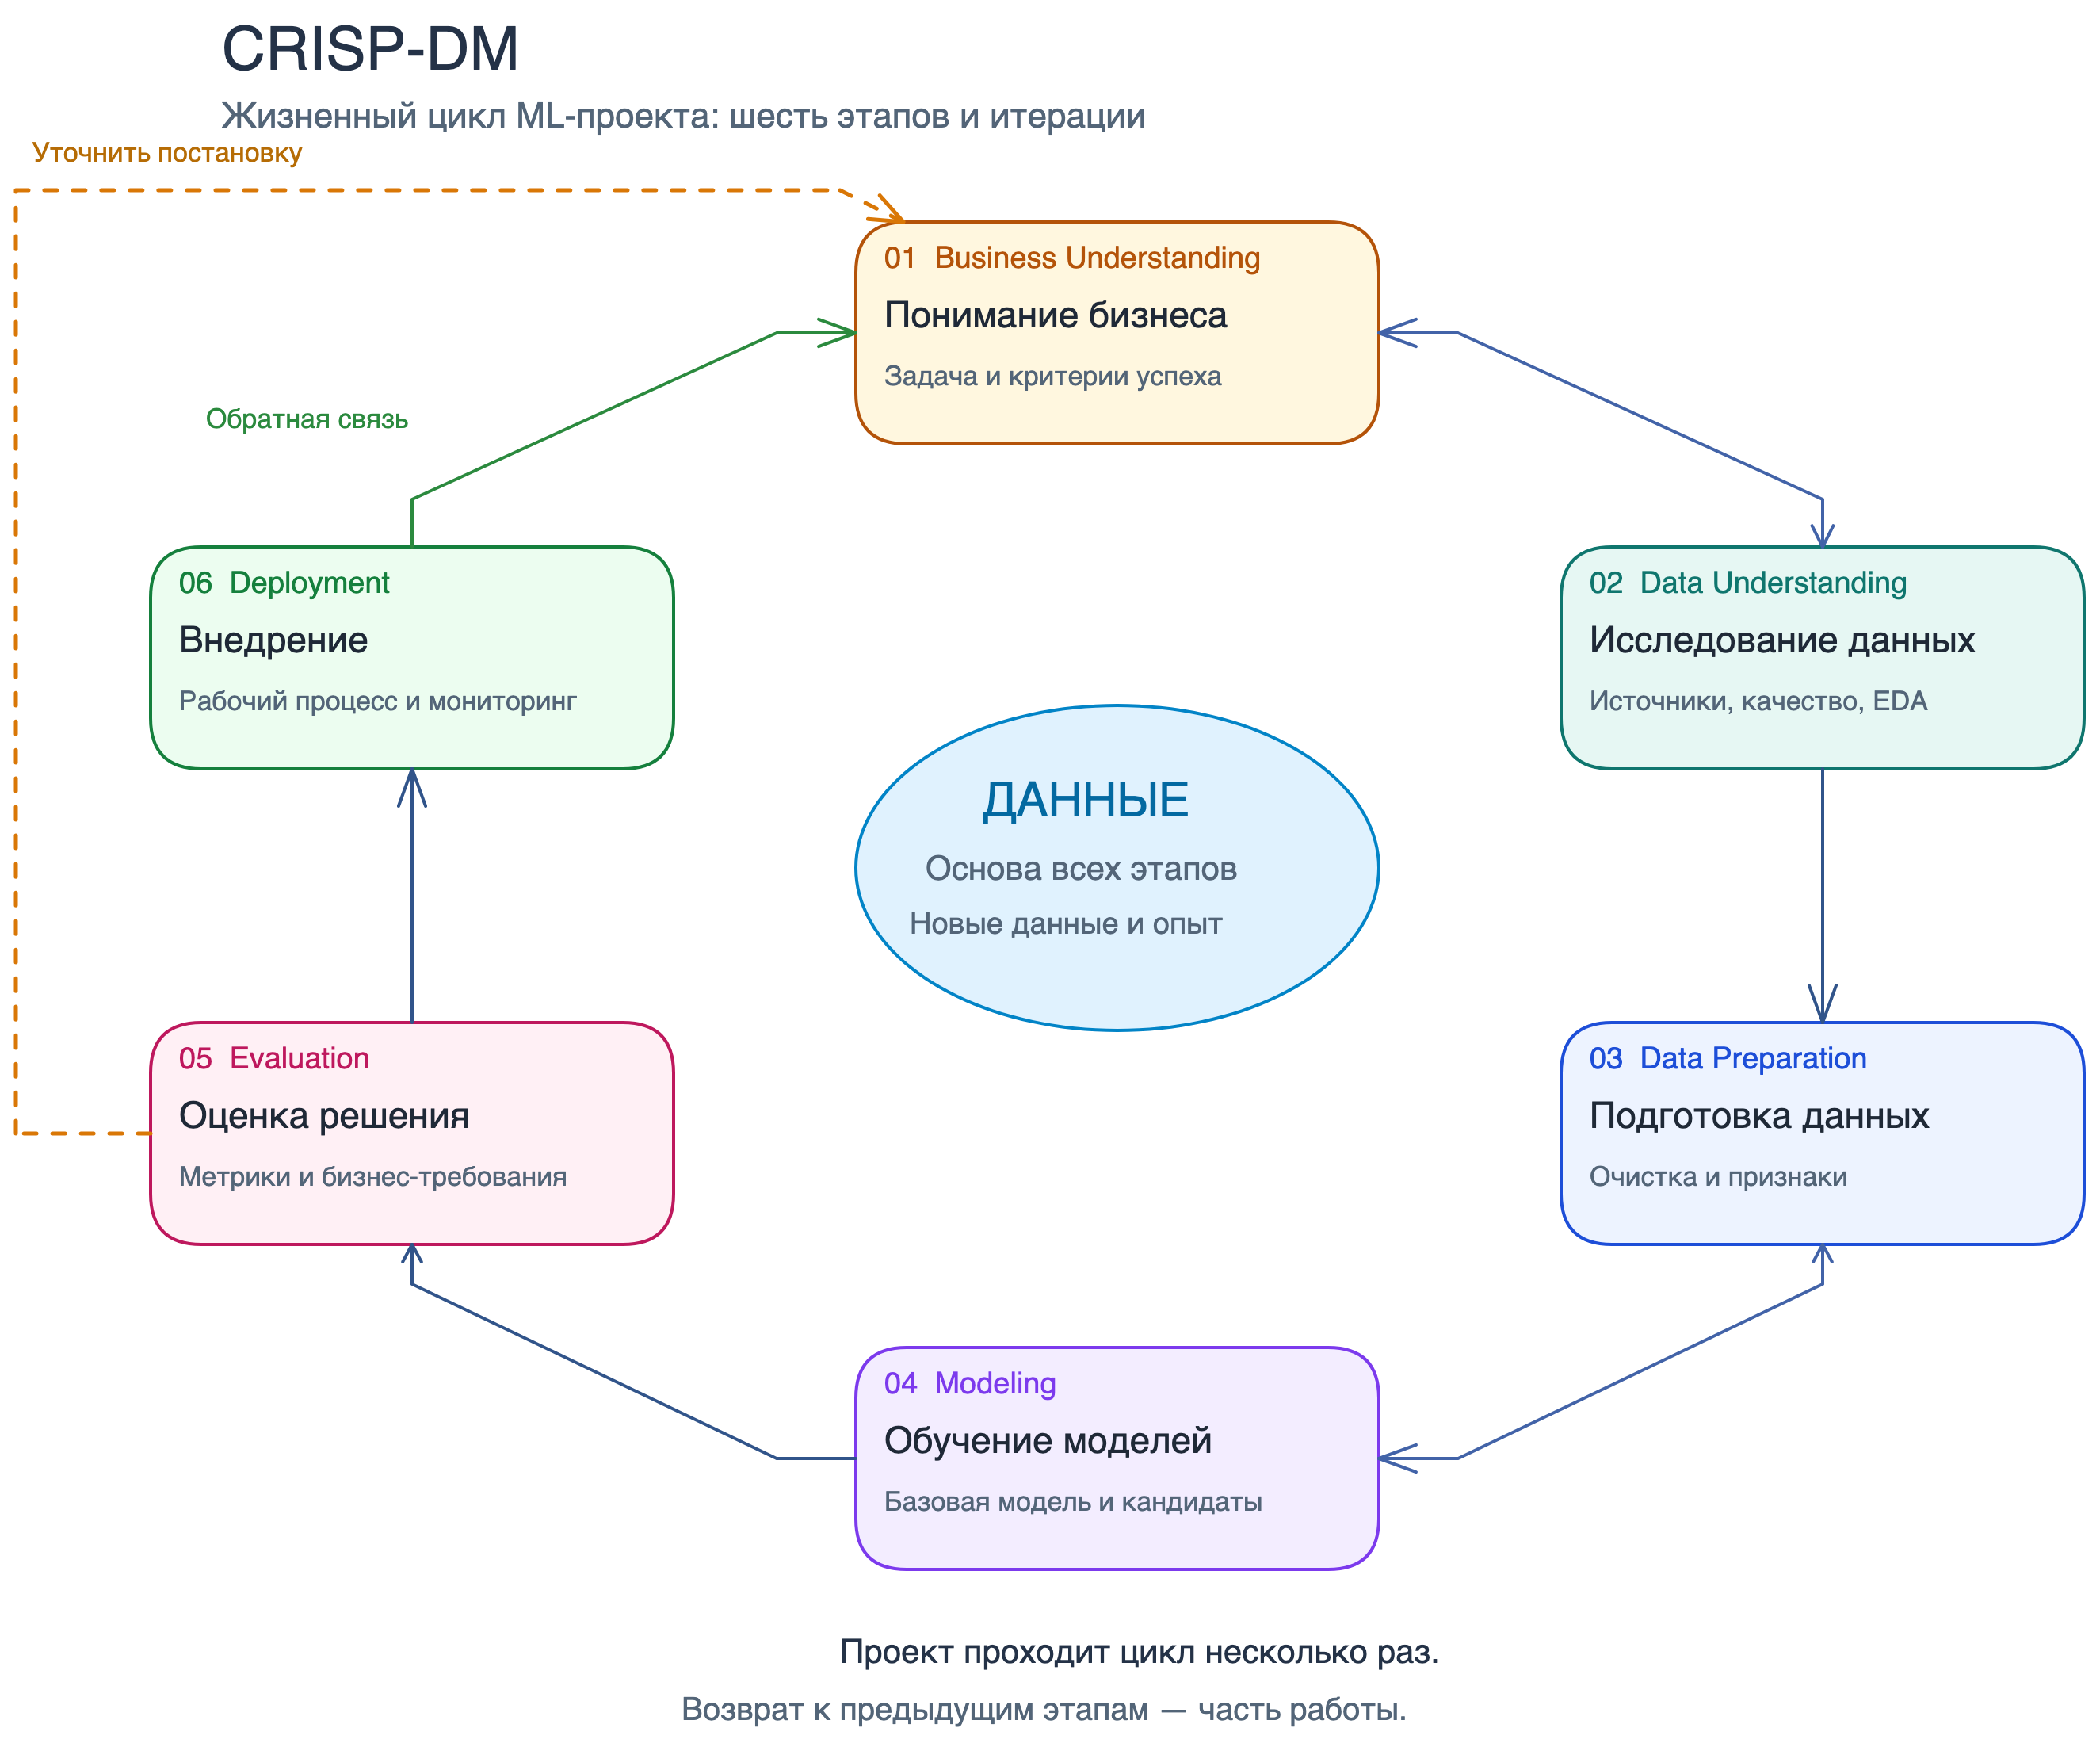 CRISP-DM
Жизненный цикл ML-проекта: шесть этапов и итерации
Уточнить постановку
01 Business Understanding
Понимание бизнеса
Задача и критерии успеха
Обратная связь
06 Deployment
Внедрение
Рабочий процесс и мониторинг
02 Data Understanding
Исследование данных
Источники, качество, EDA
ДАННЫЕ
Основа всех этапов
Новые данные и опыт
05 Evaluation
Оценка решения
Метрики и бизнес-требования
03 Data Preparation
Подготовка данных
Очистка и признаки
04 Modeling
Обучение моделей
Базовая модель и кандидаты
Проект проходит цикл несколько раз.
Возврат к предыдущим этапам — часть работы.